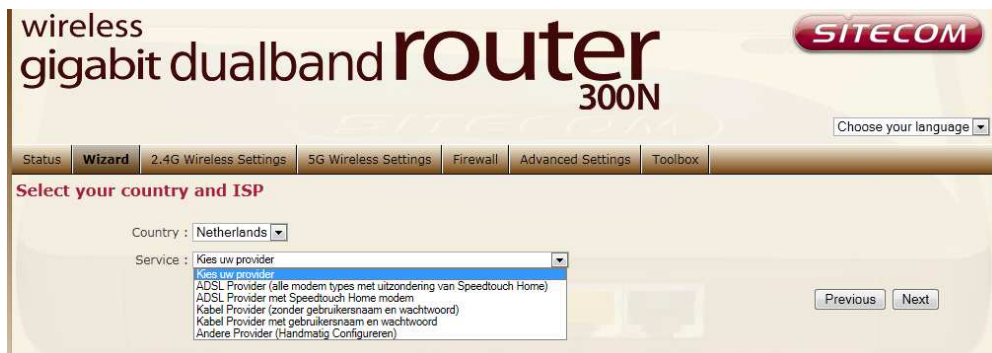 wireless
gigabit dualband router
300N
SITECOM
Choose your language
Status Wizard 2.4G Wireless Settings 5G Wireless Settings Firewall Advanced Settings Toolbox
Select your country and ISP
Country : Netherlands
Service : Kies uw provider
Kies uw provider
ADSL Provider (alle modem types met uitzondering van Speedtouch Home)
ADSL Provider met Speedtouch Home modem
Kabel Provider (zonder gebruikersnaam en wachtwoord)
Kabel Provider met gebruikersnaam en wachtwoord
Andere Provider (Handmatig Configureren)
Previous Next